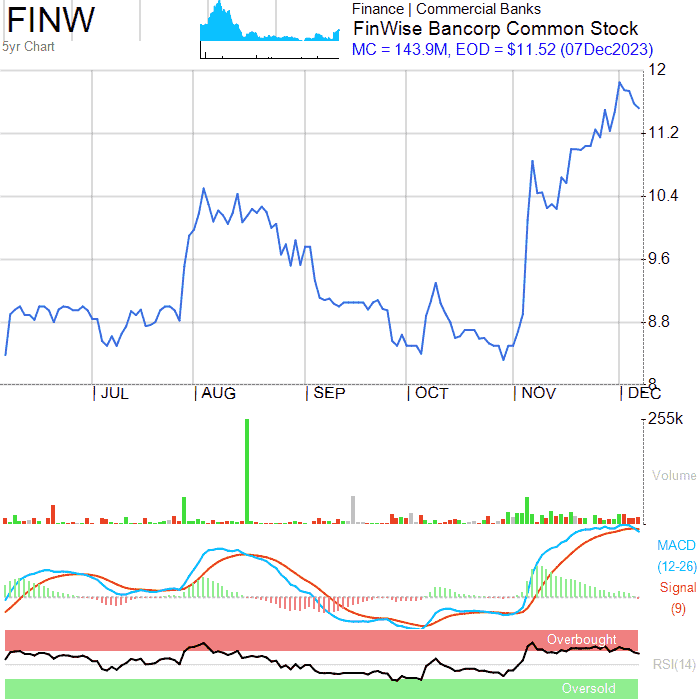 FINW
5yr Chart
Finance | Commercial Banks
FinWise Bancorp Common Stock
MC = 143.9M, EOD = $11.52 (07Dec2023)
12
11.2
10.4
9.6
8.8
8
JUL AUG SEP OCT NOV DEC
255k
Volume
MACD
(12-26)
Signal
(9)
Overbought
RSI(14)
Oversold